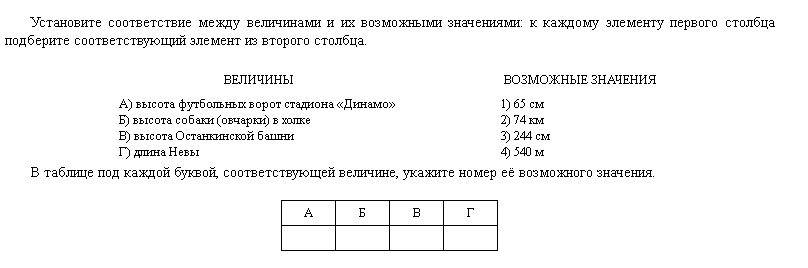 Установите соответствие между величинами и их возможными значениями: к каждому элементу первого столбца
подберите соответствующий элемент из второго столбца.
ВЕЛИЧИНЫ
ВОЗМОЖНЫЕ ЗНАЧЕНИЯ
А) высота футбольных ворот стадиона «Динамо»
Б) высота собаки (овчарки) в холке
В) высота Останкинской башни
Г) длина Невы
1) 65 см
2) 74 км
3) 244 см
4) 540 м
В таблице под каждой буквой, соответствующей величине, укажите номер её возможного значения.
А Б В Г